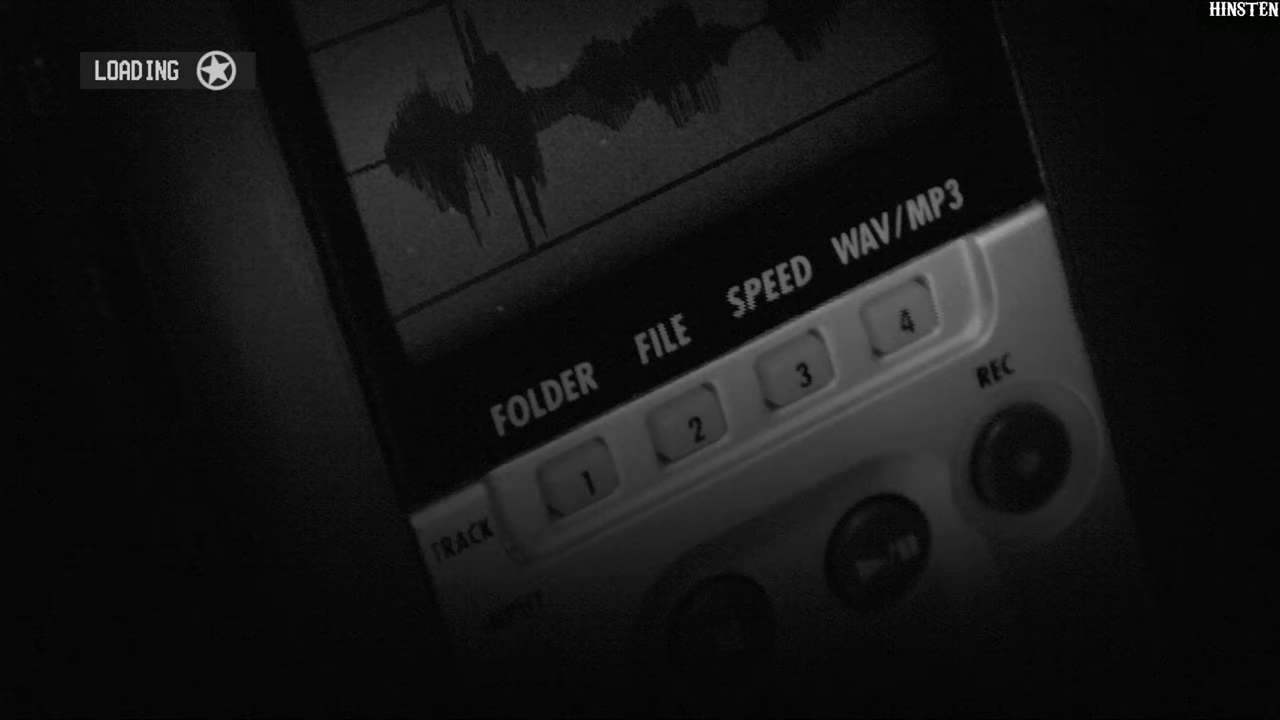 HINSTEN
LOADING
WAV/MP3
SPEED
FILE
FOLDER
4
3
2
1
REC
TRACK